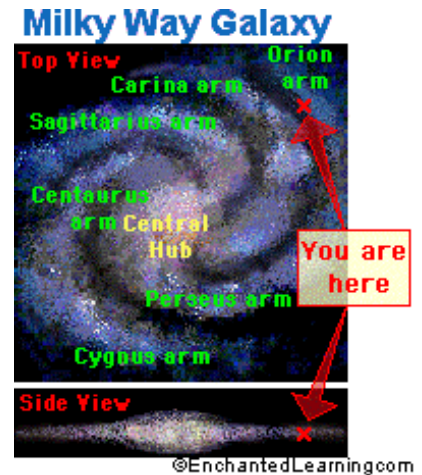 Milky Way Galaxy
Top View
Orion
arm
Carina arm
Sagittarius arm
Centaurus
arm
Central
Hub
You are
here
Perseus arm
Cygnus arm
Side View
©EnchantedLearning.com